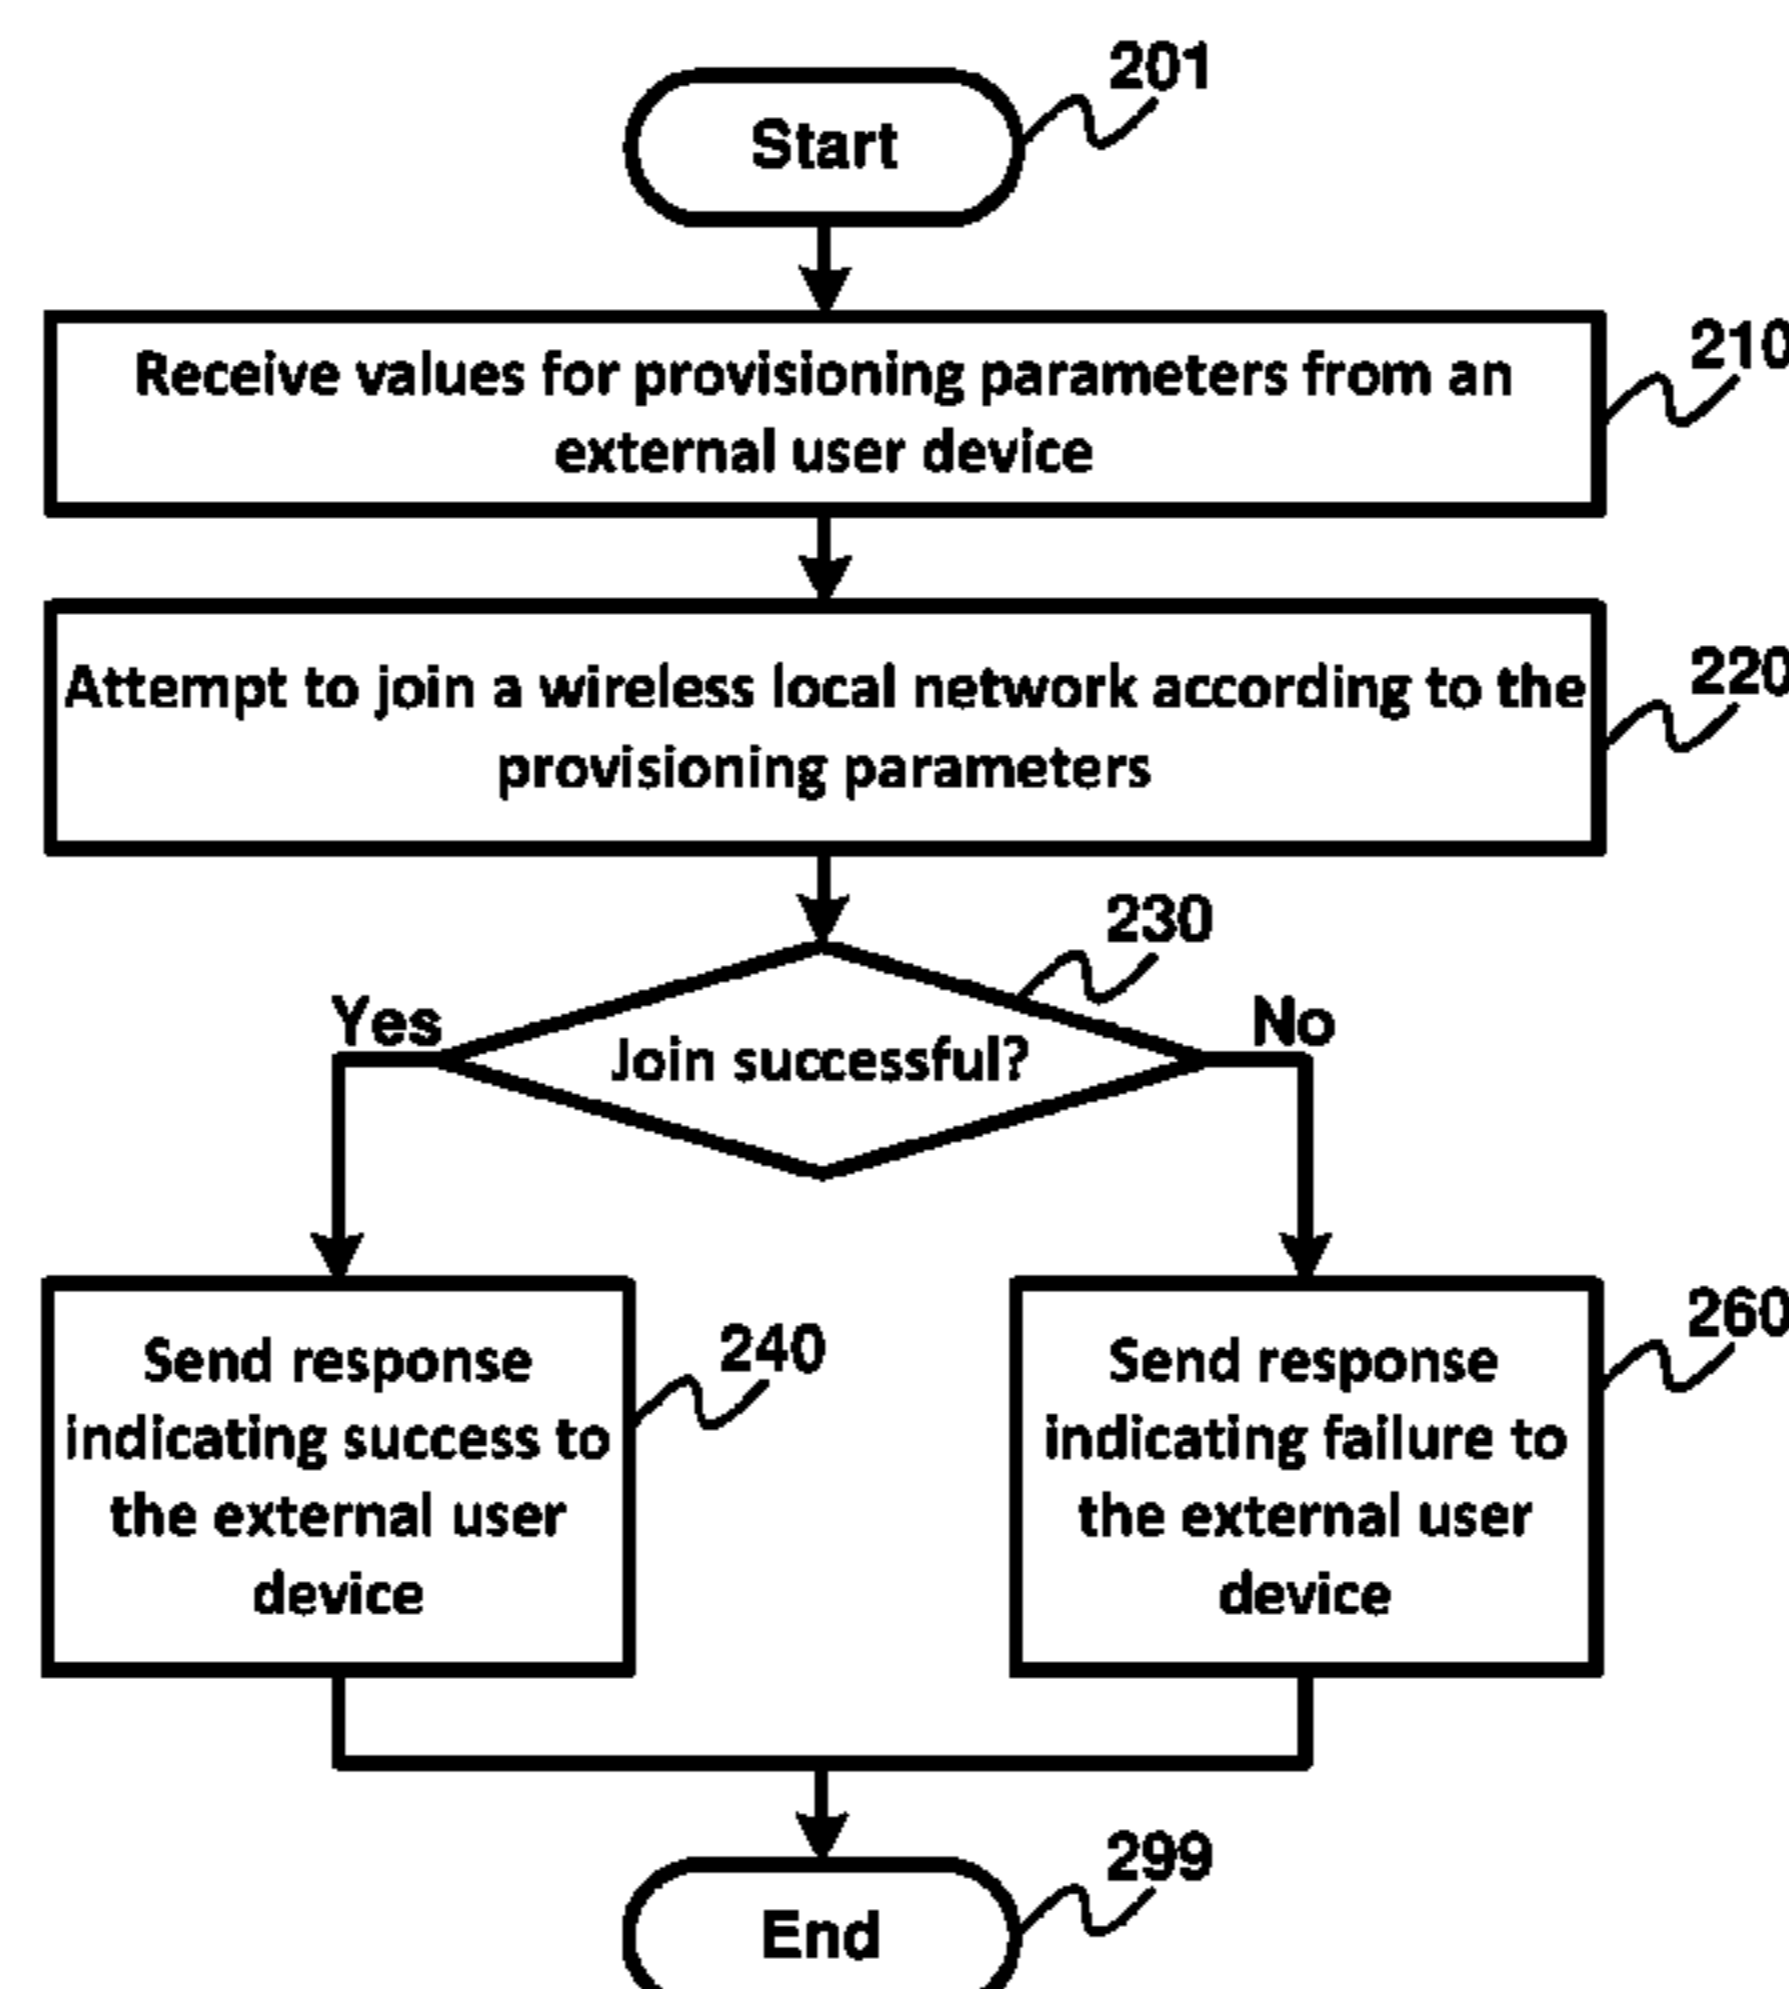 201
Start
210
Receive values for provisioning parameters from an
external user device
220
Attempt to join a wireless local network according to the
provisioning parameters
230
Yes
No
Join successful?
240
260
Send response
indicating success to
the external user
device
Send response
indicating failure to
the external user
device
299
End